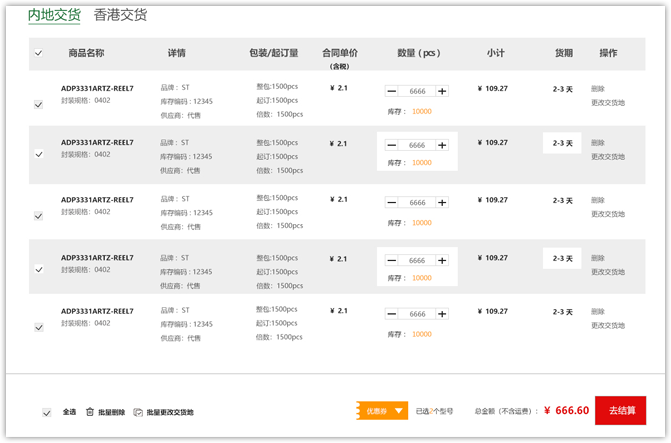 内地交货 香港交货
商品名称 详情 包装/起订量 合同单价 数量（pcs） 小计 货期 操作
（含税）
ADP3331ARTZ-REEL7 品牌： ST 整包:1500pcs ¥ 2.1 6666 ¥ 109.27 2-3 天 删除
封装规格：0402 库存编码：12345 起订:1500pcs 更改交货地
供应商：代售 倍数：1500pcs 库存： 10000
ADP3331ARTZ-REEL7 品牌： ST 整包:1500pcs ¥ 2.1 6666 ¥ 109.27 2-3 天 删除
封装规格：0402 库存编码：12345 起订:1500pcs 更改交货地
供应商：代售 倍数：1500pcs 库存： 10000
ADP3331ARTZ-REEL7 品牌： ST 整包:1500pcs ¥ 2.1 6666 ¥ 109.27 2-3 天 删除
封装规格：0402 库存编码：12345 起订:1500pcs 更改交货地
供应商：代售 倍数：1500pcs 库存： 10000
ADP3331ARTZ-REEL7 品牌： ST 整包:1500pcs ¥ 2.1 6666 ¥ 109.27 2-3 天 删除
封装规格：0402 库存编码：12345 起订:1500pcs 更改交货地
供应商：代售 倍数：1500pcs 库存： 10000
ADP3331ARTZ-REEL7 品牌： ST 整包:1500pcs ¥ 2.1 6666 ¥ 109.27 2-3 天 删除
封装规格：0402 库存编码：12345 起订:1500pcs 更改交货地
供应商：代售 倍数：1500pcs 库存： 10000
全选 批量删除 批量更改交货地 优惠券 已选2个型号 总金额（不含运费）： ¥ 666.60 去结算